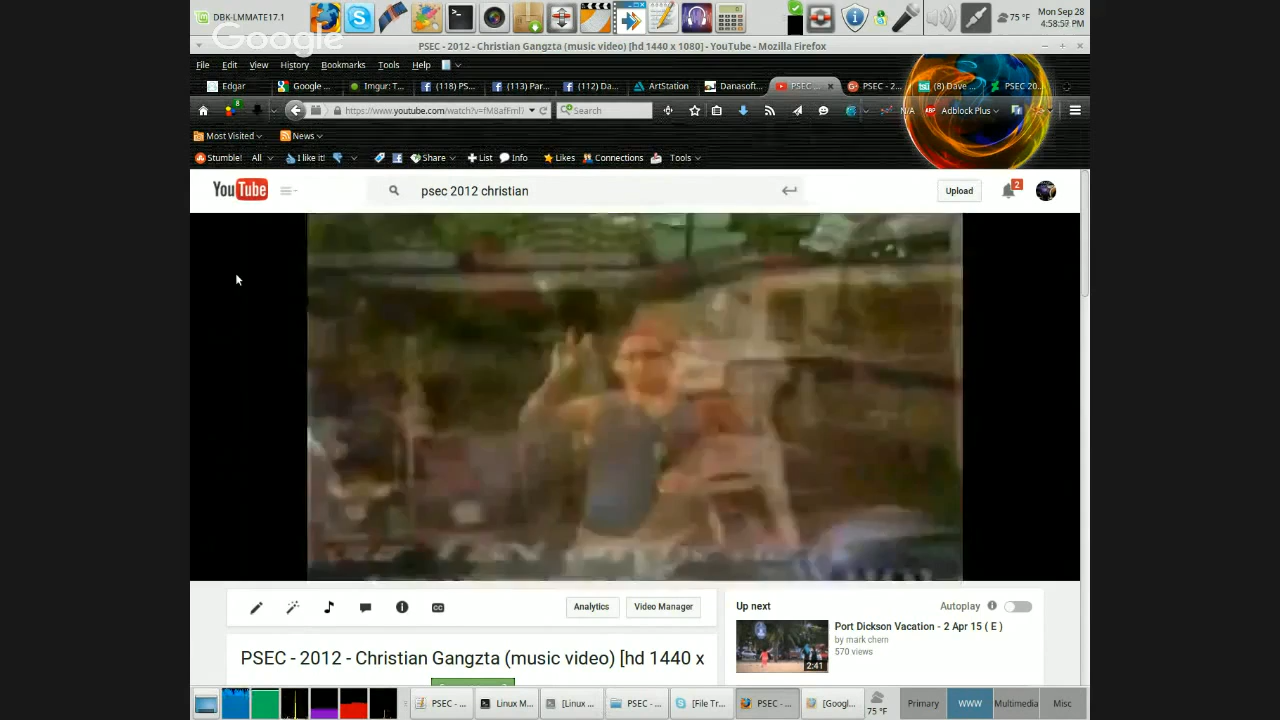 DBK-LMMATE17.1
75 °F
Mon Sep 28
4:58:57 PM
Google
PSEC - 2012 - Christian Gangzta (music video) [hd 1440 x 1080] - YouTube - Mozilla Firefox
File Edit View History Bookmarks Tools Help
Edgar
Google ...
Imgur: T...
(118) PS...
(113) Par...
(112) Da...
ArtStation
Danasoft...
PSEC ...
PSEC - 2...
(8) Dave ...
PSEC 20...
8
https://www.youtube.com/watch?v=fM8affml
Search
N/A
ABP
Adblock Plus
Most Visited
News
Stumble!
All
I like it!
Share
List
Info
Likes
Connections
Tools
YouTube
psec 2012 christian
Upload
2
Analytics
Video Manager
Up next
Autoplay
PSEC - 2012 - Christian Gangzta (music video) [hd 1440 x
Port Dickson Vacation - 2 Apr 15 ( E )
by mark chem
570 views
2:41
PSEC - ...
Linux M...
[Linux ...
PSEC - ...
[File Tr...
PSEC - ...
[Googl...
75 °F
Primary
WWW
Multimedia
Misc